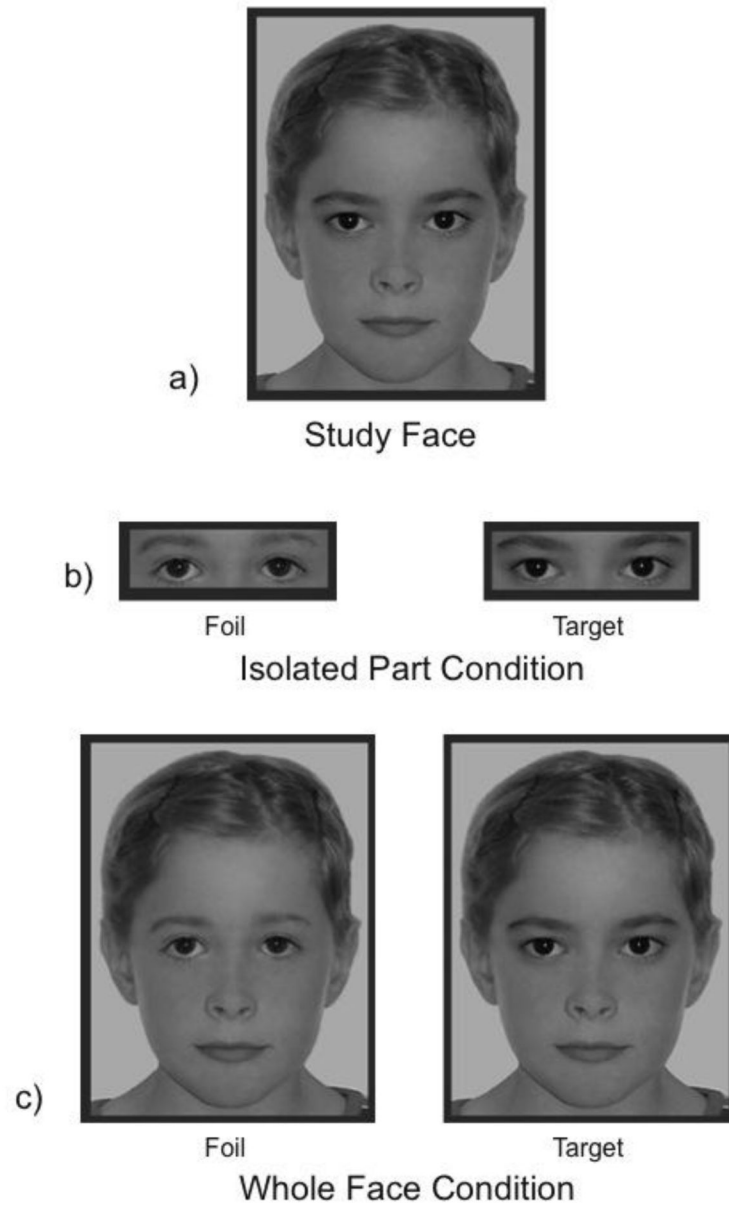 a)
Study Face
b)
Foil Target
Isolated Part Condition
c)
Foil Target
Whole Face Condition